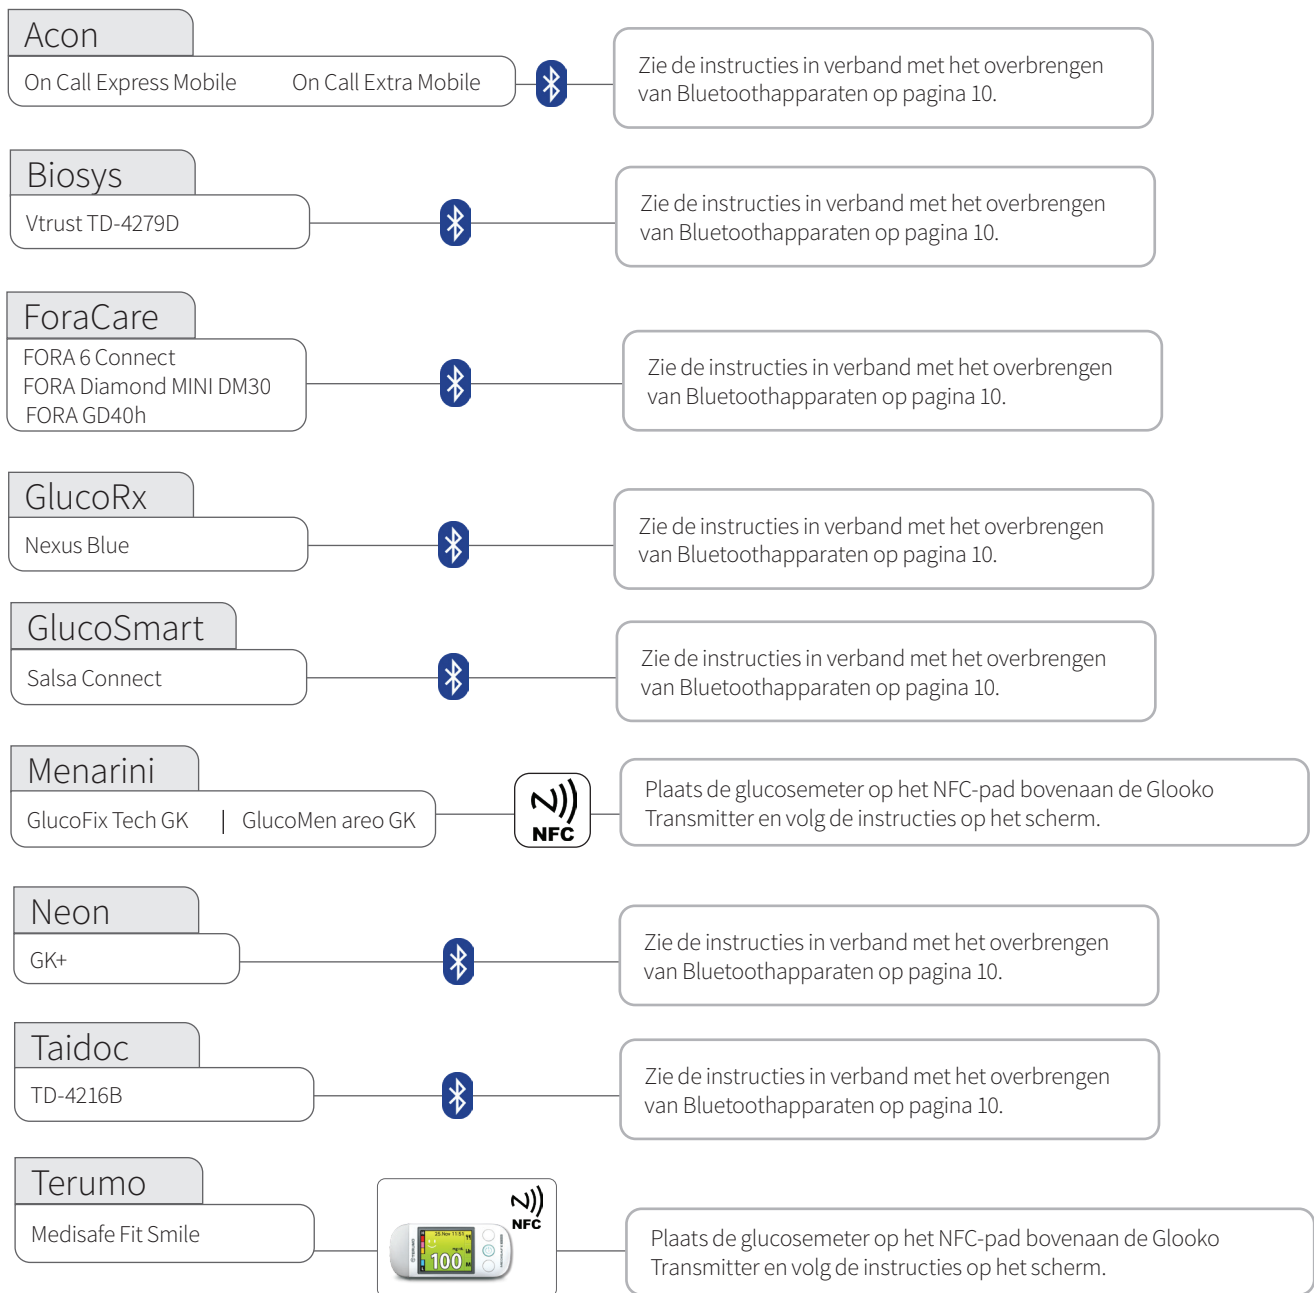 Acon
On Call Express Mobile On Call Extra Mobile
Zie de instructies in verband met het overbrengen
van Bluetoothapparaten op pagina 10.
Biosys
Vtrust TD-4279D
Zie de instructies in verband met het overbrengen
van Bluetoothapparaten op pagina 10.
ForaCare
FORA 6 Connect
FORA Diamond MINI DM30
FORA GD40h
Zie de instructies in verband met het overbrengen
van Bluetoothapparaten op pagina 10.
GlucoRx
Nexus Blue
Zie de instructies in verband met het overbrengen
van Bluetoothapparaten op pagina 10.
GlucoSmart
Salsa Connect
Zie de instructies in verband met het overbrengen
van Bluetoothapparaten op pagina 10.
Menarini
GlucoFix Tech GK | GlucoMen areo GK
NFC
Plaats de glucosemeter op het NFC-pad bovenaan de Glooko
Transmitter en volg de instructies op het scherm.
Neon
GK+
Zie de instructies in verband met het overbrengen
van Bluetoothapparaten op pagina 10.
Taidoc
TD-4216B
Zie de instructies in verband met het overbrengen
van Bluetoothapparaten op pagina 10.
Terumo
Medisafe Fit Smile
NFC
TERUMO
25 Nov 11:51
mg/dL
100
Plaats de glucosemeter op het NFC-pad bovenaan de Glooko
Transmitter en volg de instructies op het scherm.